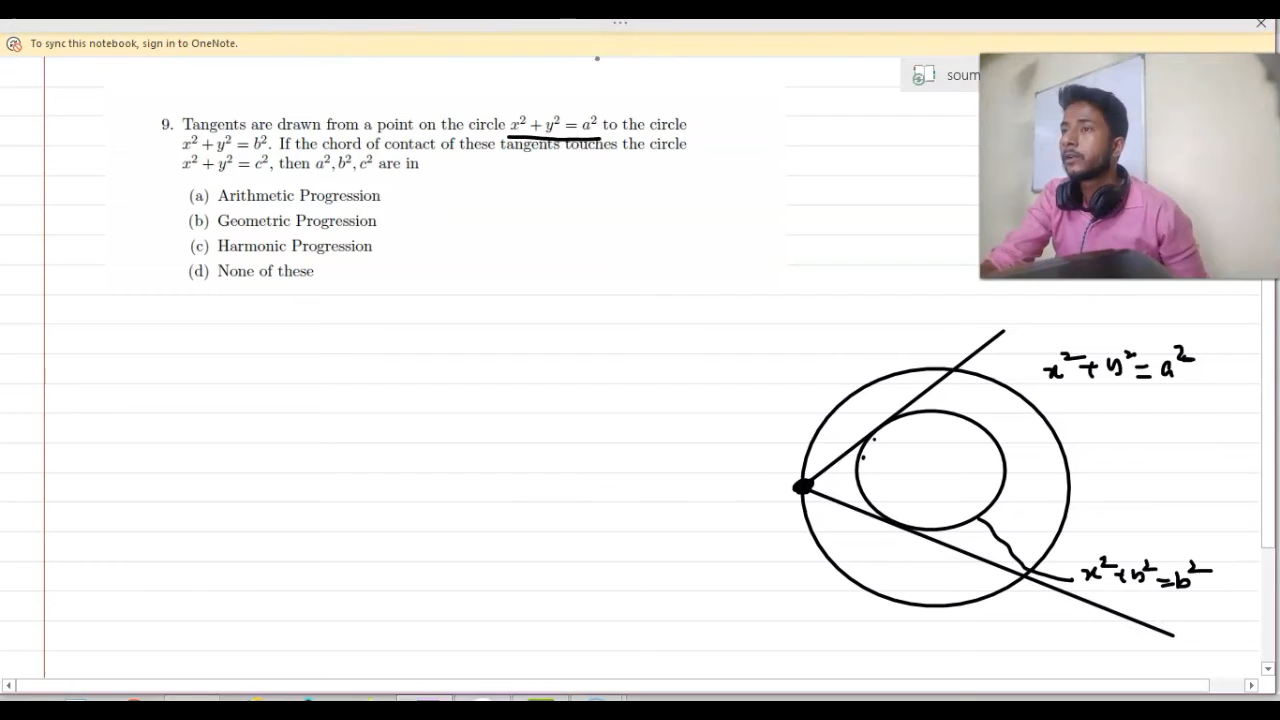 To sync this notebook, sign in to OneNote.
soum
9. Tangents are drawn from a point on the circle x² + y² = a² to the circle
x² + y² = b². If the chord of contact of these tangents touches the circle
x² + y² = c², then a², b², c² are in
(a) Arithmetic Progression
(b) Geometric Progression
(c) Harmonic Progression
(d) None of these
x² + y² = a²
x² + y² = b²